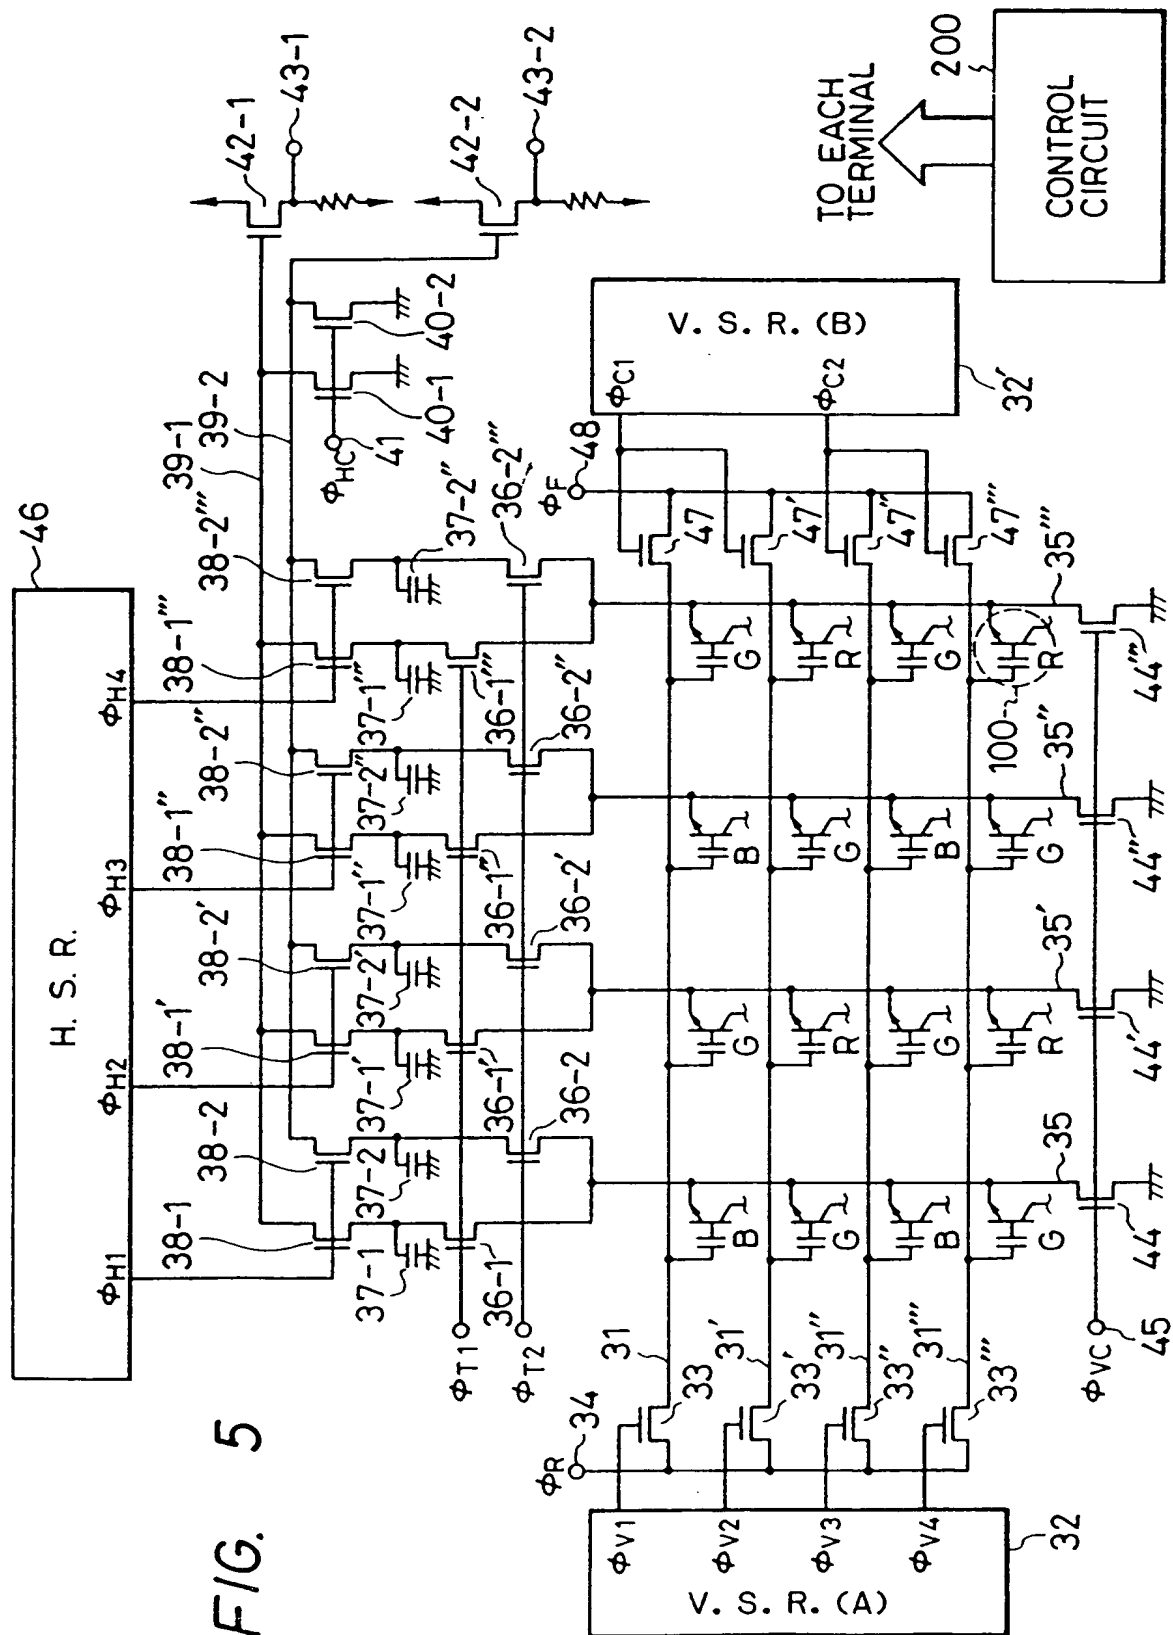 FIG. 5
H. S. R.
46
ΦH1
ΦH2
ΦH3
ΦH4
38-1
38-2
38-1'
38-2'
38-1''
38-2''
38-1'''
38-2'''
39-1
39-2
42-1
43-1
42-2
43-2
40-2
40-1
41
ΦHC
37-1
37-2
37-1'
37-2'
37-1''
37-2''
37-1'''
37-2''
ΦT1
ΦT2
36-1
36-2
36-1'
36-2'
36-1''
36-2''
36-1'''
36-2'''
ΦR
34
ΦF
48
V. S. R. (A)
32
ΦV1
ΦV2
ΦV3
ΦV4
33
33'
33''
33'''
31
31'
31''
31'''
B G B G
G R G R
B G B G
G R G R
100
47
47'
47''
47'''
V. S. R. (B)
32'
ΦC1
ΦC2
35
35'
35''
35'''
ΦVC
45
44
44'
44''
44'''
TO EACH
TERMINAL
200
CONTROL
CIRCUIT